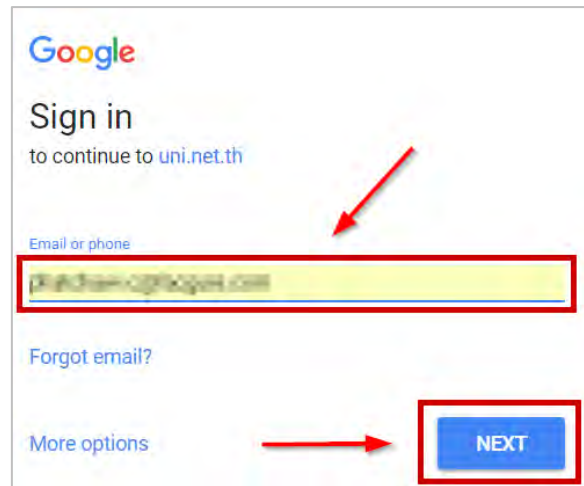 Google
Sign in
to continue to uni.net.th
Email or phone
Forgot email?
More options
NEXT